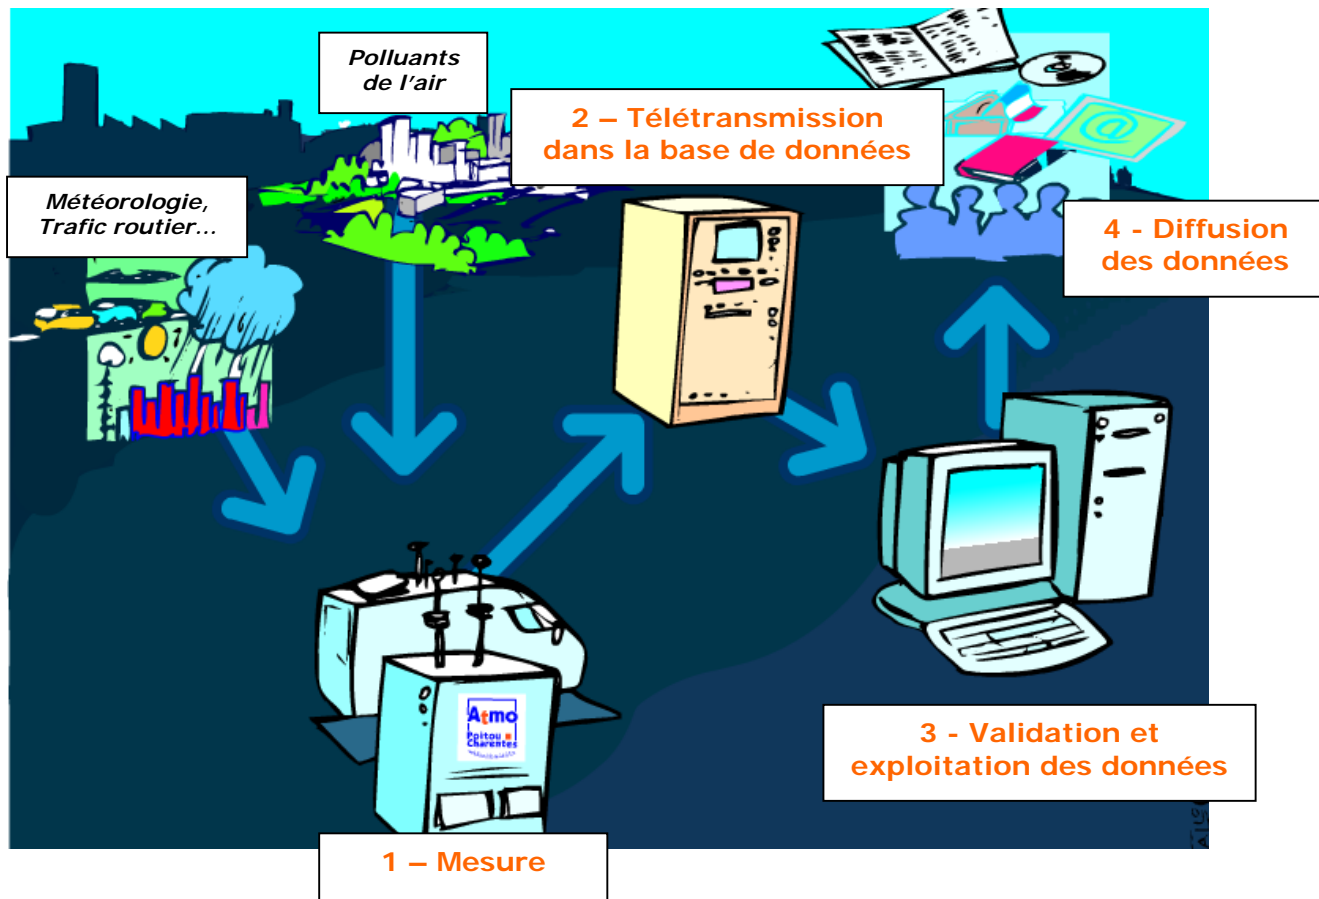 Polluants
de l'air
2 – Télétransmission
dans la base de données
Météorologie,
Trafic routier...
4 - Diffusion
des données
@
Atmo
Poitou
Charentes
3 - Validation et
exploitation des données
1 – Mesure